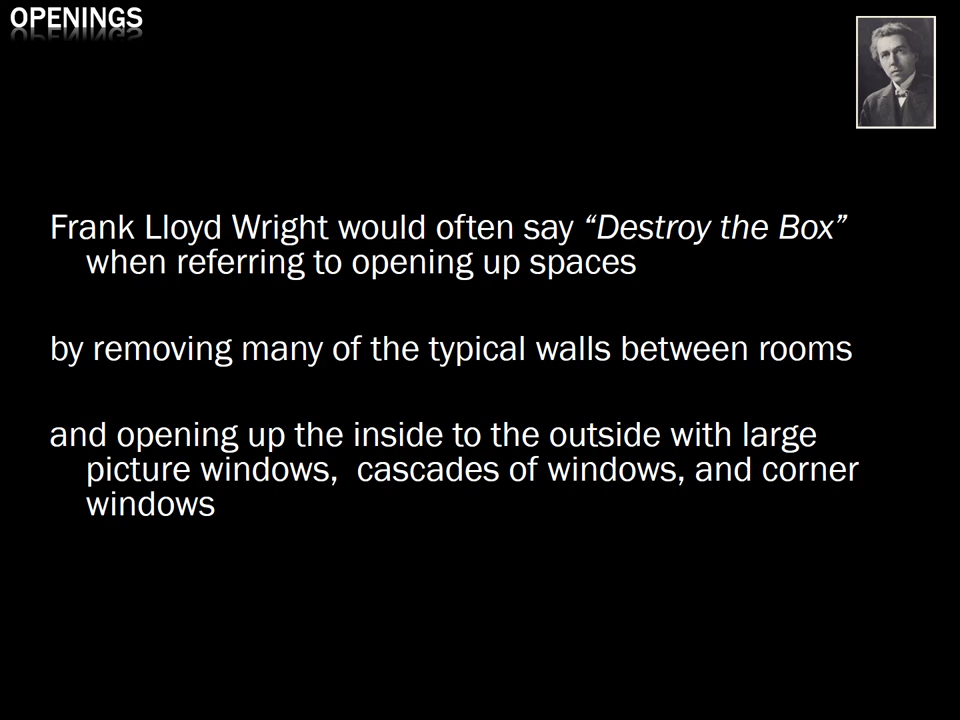 OPENINGS
Frank Lloyd Wright would often say “Destroy the Box”
when referring to opening up spaces
by removing many of the typical walls between rooms
and opening up the inside to the outside with large
picture windows,  cascades of windows, and corner
windows